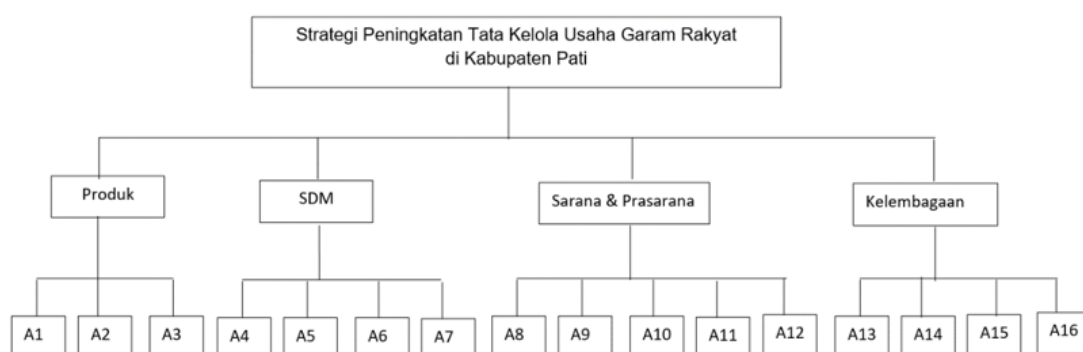 Strategi Peningkatan Tata Kelola Usaha Garam Rakyat
di Kabupaten Pati
Produk
SDM
Sarana & Prasarana
Kelembagaan
A1
A2
A3
A4
A5
A6
A7
A8
A9
A10
A11
A12
A13
A14
A15
A16